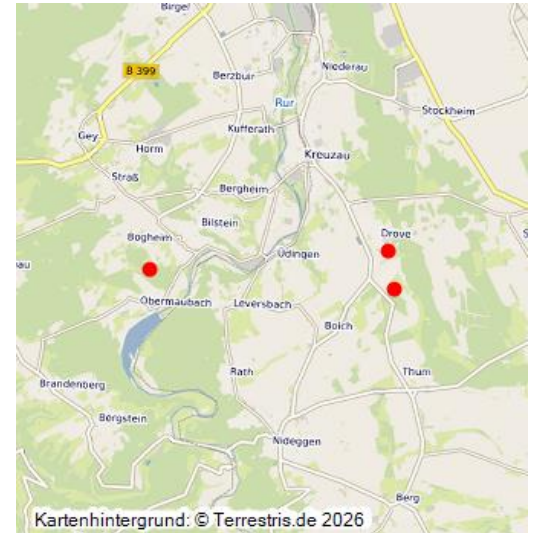 Birgel
B 399
Niederau
Berzbuir
Rur
Stockheim
Kufferath
Gey
Horm
Kreuzau
Straß
Bergheim
Bilstein
Drove
S
Bogheim
Üdingen
au
Obermaubach
Leversbach
Boich
Rath
Thum
Brandenberg
Bergstein
Nideggen
Berg
Kartenhintergrund: © Terrestris.de 2026